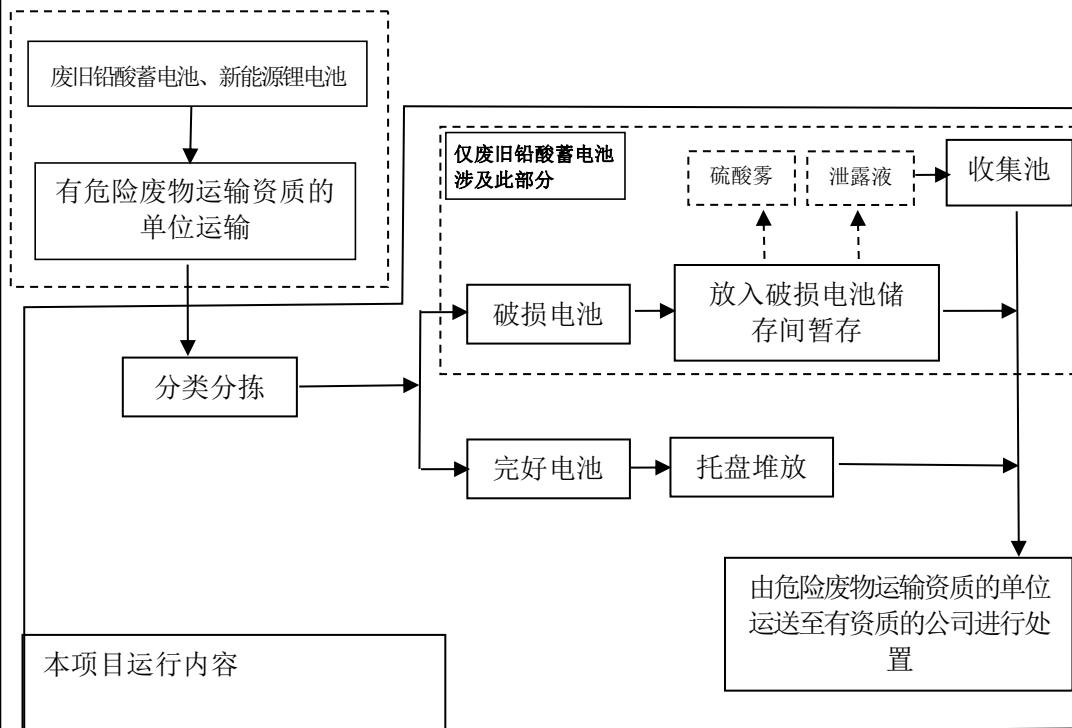 废旧铅酸蓄电池、新能源锂电池
有危险废物运输资质的
单位运输
仅废旧铅酸蓄电池
涉及此部分
硫酸雾
泄露液
收集池
破损电池
放入破损电池储
存间暂存
分类分拣
完好电池
托盘堆放
由危险废物运输资质的单位
运送至有资质的公司进行处
置
本项目运行内容